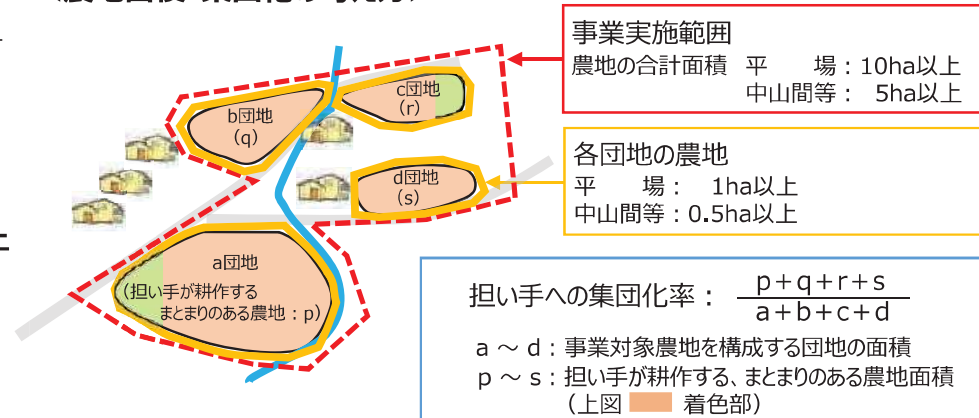 事業実施範囲
農地の合計面積 平　場：10ha以上
中山間等： 5ha以上
c団地
(r)
b団地
(q)
各団地の農地
平　場： 1ha以上
中山間等：0.5ha以上
d団地
(s)
a団地
(担い手が耕作する
まとまりのある農地：p)
担い手への集団化率： p+q+r+s
a+b+c+d
a ～ d：事業対象農地を構成する団地の面積
p ～ s：担い手が耕作する、まとまりのある農地面積
（上図 着色部）